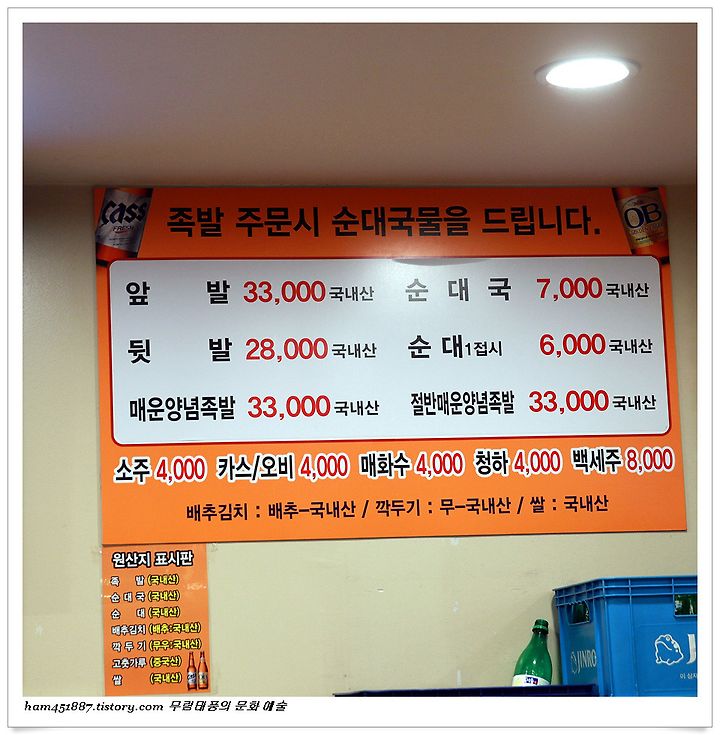 Cass
FRESH
족발 주문시 순대국물을 드립니다.
OB
앞 발 33,000 국내산 순 대 국 7,000 국내산
뒷 발 28,000 국내산 순 대1접시 6,000 국내산
매운양념족발 33,000 국내산 절반매운양념족발 33,000 국내산
소주 4,000 카스/오비 4,000 매화수 4,000 청하 4,000 백세주 8,000
배추김치 : 배추-국내산 / 깍두기 : 무-국내산 / 쌀 : 국내산
원산지 표시판
족 발 (국내산)
순 대 국 (국내산)
순 대 (국내산)
배추김치 (배추:국내산)
깍 두 기 (무우:국내산)
고춧가루 (중국산)
쌀 (국내산)
JINRO
ham451887.tistory.com 무림태풍의 문화 예술